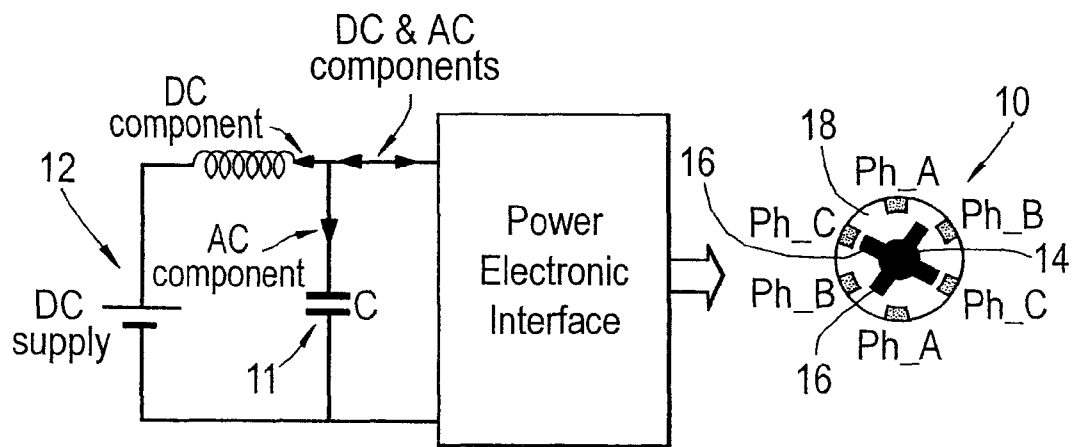 DC & AC
components
DC
component
12
AC
component
DC
supply
11
C
Power
Electronic
Interface
10
18
16
Ph_A
Ph_B
Ph_C
14
Ph_B
Ph_C
Ph_A
16